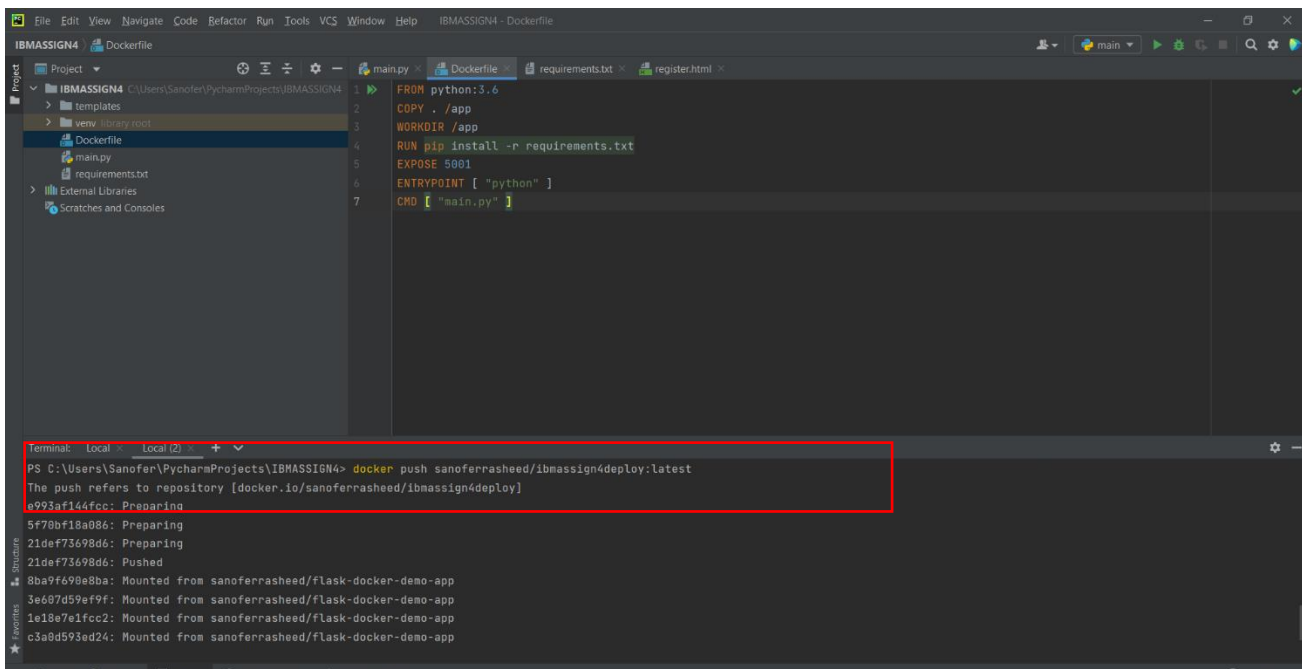 File Edit View Navigate Code Refactor Run Tools VCS Window Help IBMASSIGN4 - Dockerfile
IBMASSIGN4 Dockerfile main
Project
Project main.py Dockerfile requirements.txt register.html
IBMASSIGN4 C:\Users\Sanofer\PycharmProjects\IBMASSIGN4
templates
venv library root
Dockerfile
main.py
requirements.txt
External Libraries
Scratches and Consoles
1 FROM python:3.6
2 COPY . /app
3 WORKDIR /app
4 RUN pip install -r requirements.txt
5 EXPOSE 5001
6 ENTRYPOINT [ "python" ]
7 CMD [ "main.py" ]
Terminal: Local Local (2)
PS C:\Users\Sanofer\PycharmProjects\IBMASSIGN4> docker push sanoferrasheed/ibmassign4deploy:latest
The push refers to repository [docker.io/sanoferrasheed/ibmassign4deploy]
e993af144fcc: Preparing
5f70bf18a086: Preparing
21def73698d6: Preparing
21def73698d6: Pushed
8ba9f690e8ba: Mounted from sanoferrasheed/flask-docker-demo-app
3e607d59ef9f: Mounted from sanoferrasheed/flask-docker-demo-app
1e18e7e1fcc2: Mounted from sanoferrasheed/flask-docker-demo-app
c3a0d593ed24: Mounted from sanoferrasheed/flask-docker-demo-app
Structure
Favorites